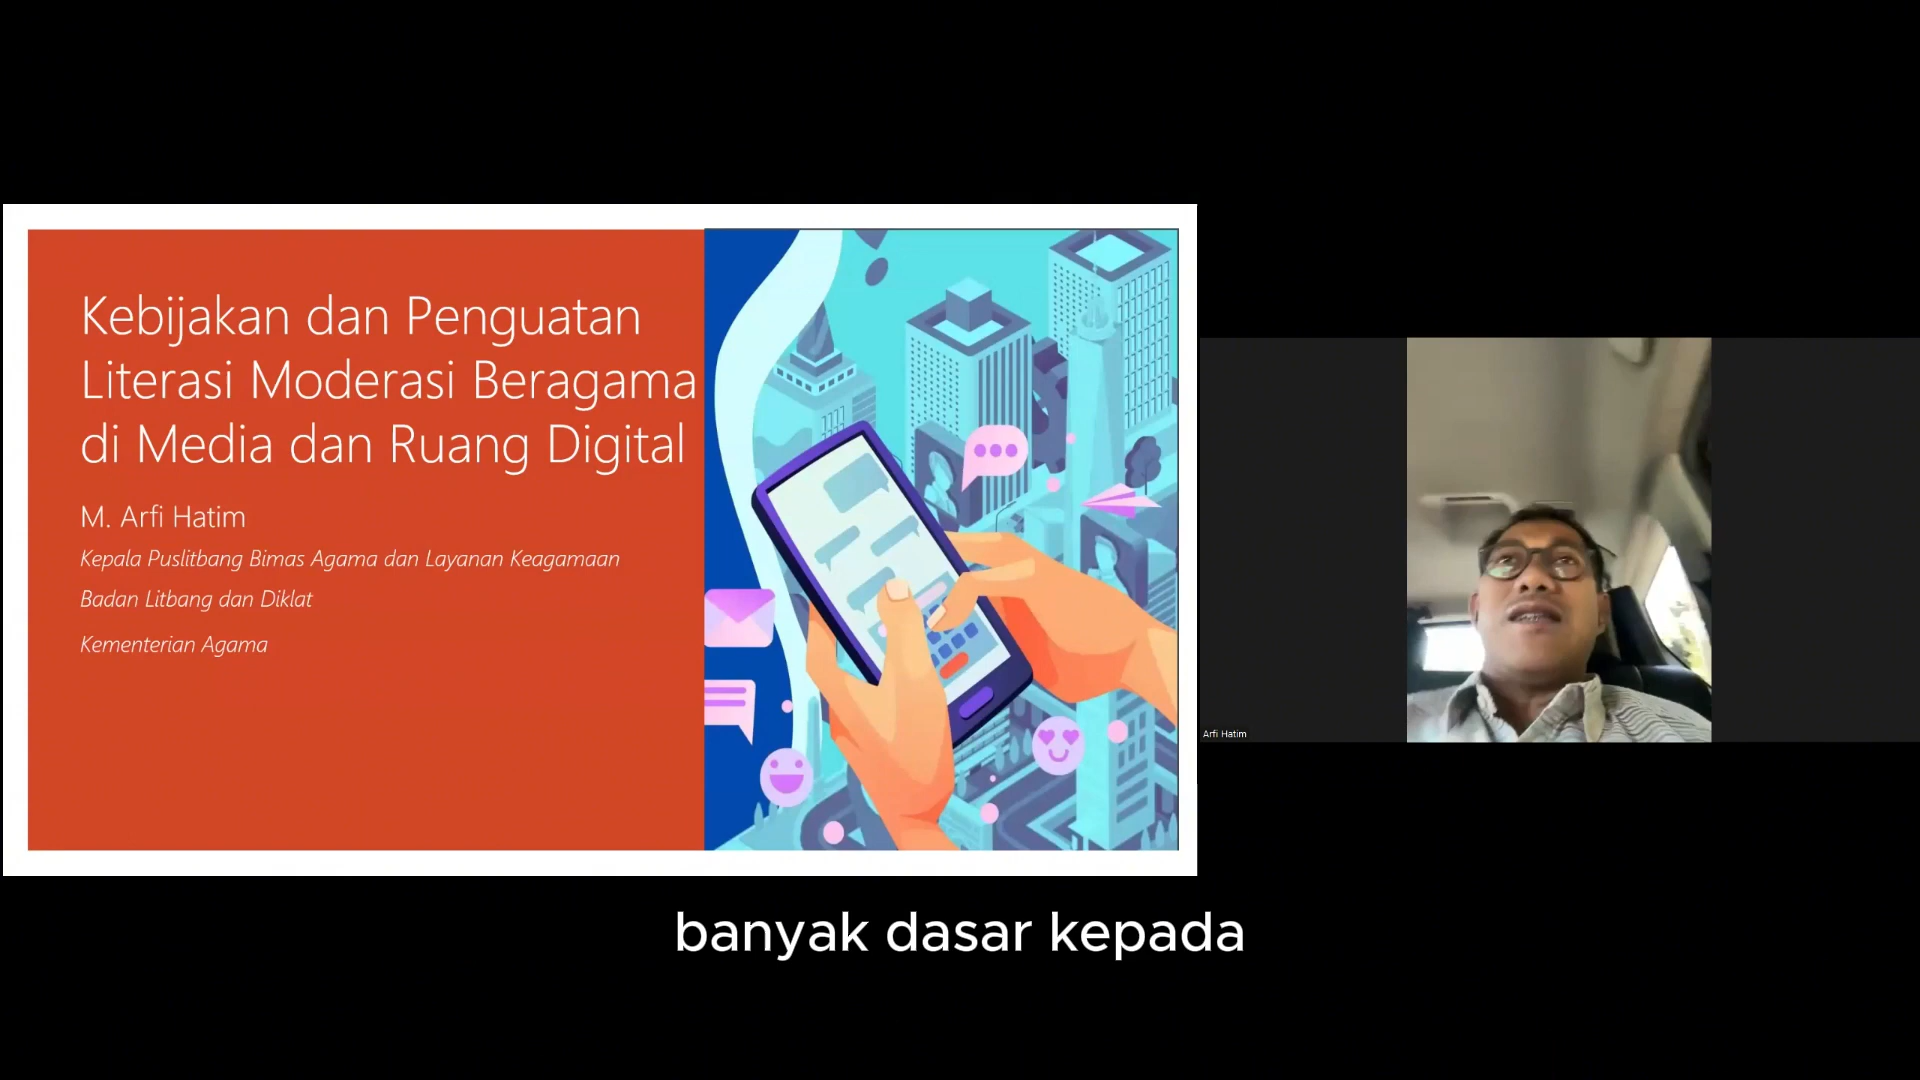 Kebijakan dan Penguatan
Literasi Moderasi Beragama
di Media dan Ruang Digital
M. Arfi Hatim
Kepala Puslitbang Bimas Agama dan Layanan Keagamaan
Badan Litbang dan Diklat
Kementerian Agama
Arfi Hatim
banyak dasar kepada